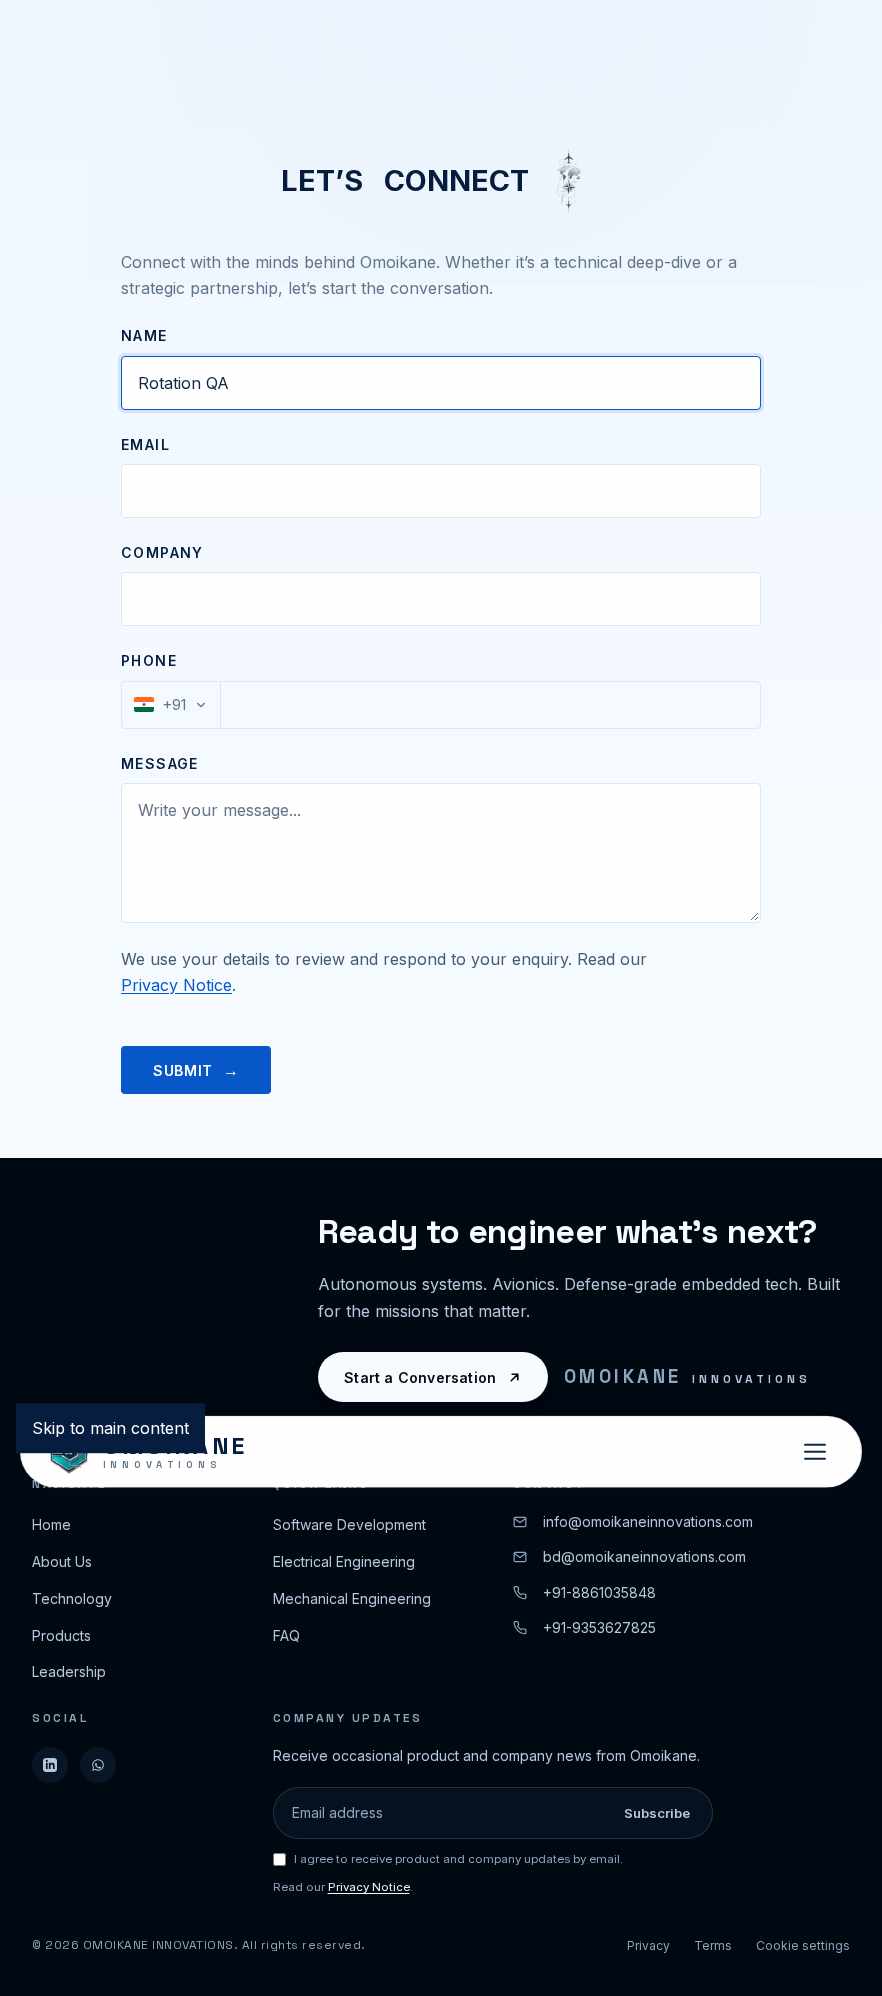 LET’S CONNECT
Connect with the minds behind Omoikane. Whether it’s a technical deep-dive or a
strategic partnership, let’s start the conversation.
NAME
Rotation QA
EMAIL
COMPANY
PHONE
+91
MESSAGE
Write your message...
We use your details to review and respond to your enquiry. Read our
Privacy Notice.
SUBMIT →
Ready to engineer what’s next?
Autonomous systems. Avionics. Defense-grade embedded tech. Built
for the missions that matter.
Start a Conversation
OMOIKANE INNOVATIONS
Skip to main content
INNOVATIONS
Home
About Us
Technology
Products
Leadership
Software Development
Electrical Engineering
Mechanical Engineering
FAQ
info@omoikaneinnovations.com
bd@omoikaneinnovations.com
+91-8861035848
+91-9353627825
SOCIAL
COMPANY UPDATES
Receive occasional product and company news from Omoikane.
Email address
Subscribe
I agree to receive product and company updates by email.
Read our Privacy Notice.
© 2026 OMOIKANE INNOVATIONS. All rights reserved.
Privacy Terms Cookie settings